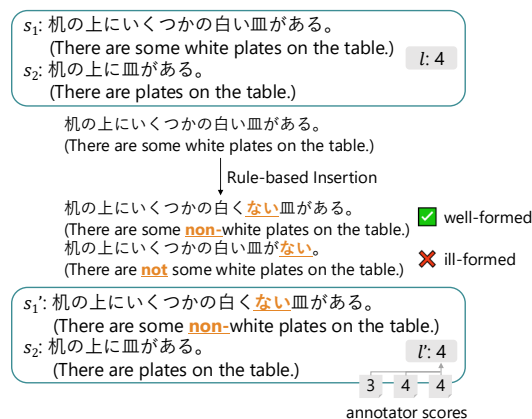 s₁: 机の上にいくつかの白い皿がある。
(There are some white plates on the table.)
l: 4
s₂: 机の上に皿がある。
(There are plates on the table.)
机の上にいくつかの白い皿がある。
(There are some white plates on the table.)
Rule-based Insertion
机の上にいくつかの白くない皿がある。
(There are some non-white plates on the table.)
well-formed
机の上にいくつかの白い皿がない。
(There are not some white plates on the table.)
ill-formed
s₁’: 机の上にいくつかの白くない皿がある。
(There are some non-white plates on the table.)
s₂: 机の上に皿がある。
(There are plates on the table.)
l’: 4
3 4 4
annotator scores